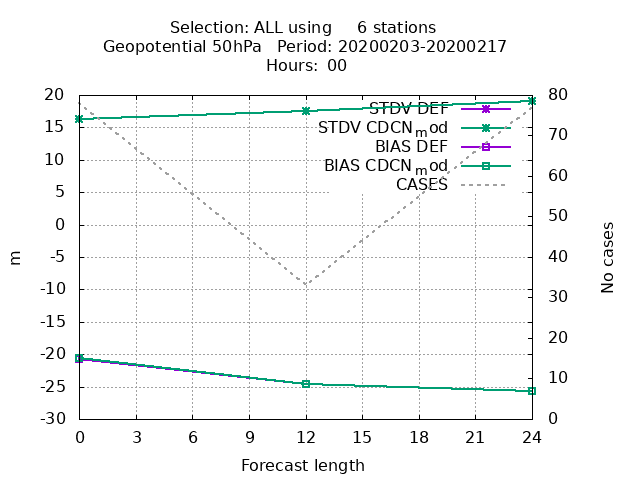 Selection: ALL using     6 stations
Geopotential 50hPa   Period: 20200203-20200217
Hours:  00
20
15
10
5
0
-5
-10
-15
-20
-25
-30
80
70
60
50
40
30
20
10
0
STDV DEF
STDV CDCNmod
BIAS DEF
BIAS CDCNmod
CASES
m
No cases
0 3 6 9 12 15 18 21 24
Forecast length